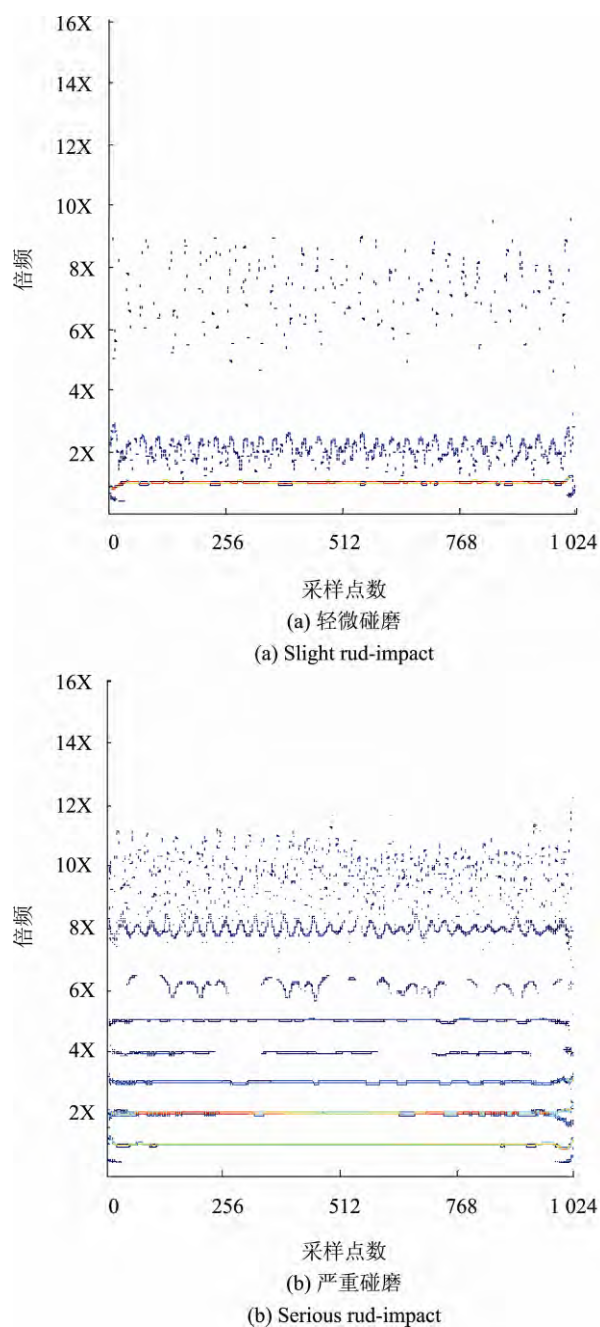 16X
14X
12X
10X
倍频
8X
6X
4X
2X
0 256 512 768 1 024
采样点数
(a) 轻微碰磨
(a) Slight rud-impact
16X
14X
12X
10X
倍频
8X
6X
4X
2X
0 256 512 768 1 024
采样点数
(b) 严重碰磨
(b) Serious rud-impact